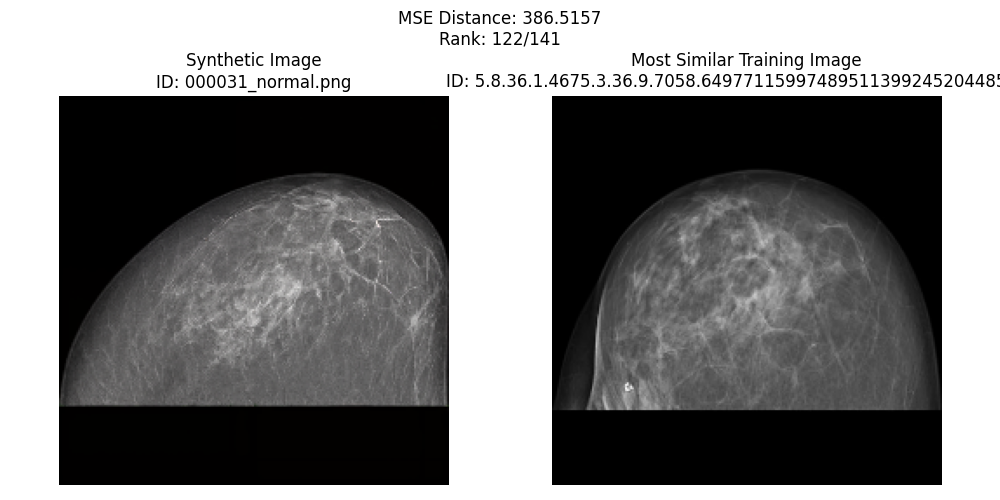 MSE Distance: 386.5157
Rank: 122/141
Synthetic Image
ID: 000031_normal.png
Most Similar Training Image
ID: 5.8.36.1.4675.3.36.9.7058.64977115997489511399245204485